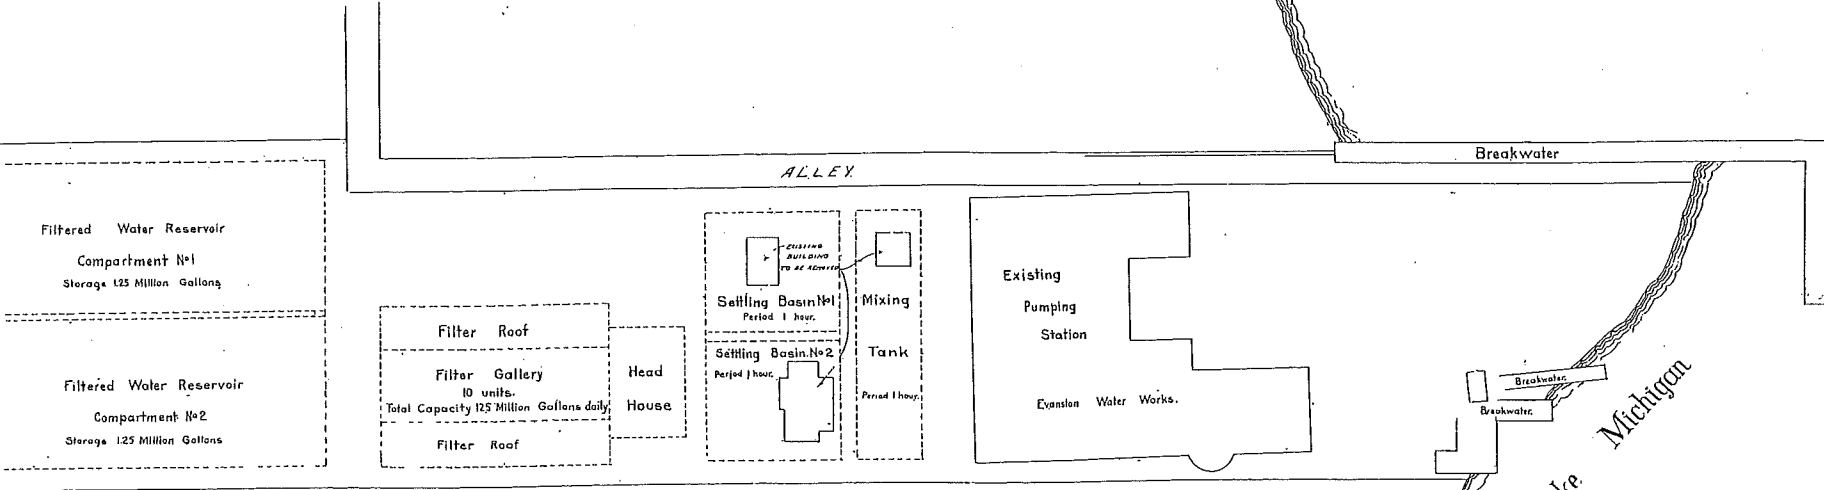 Breakwater
ALLEY.
Filtered Water Reservoir
Compartment No1
Storage 1.25 Million Gallons
Filtered Water Reservoir
Compartment No2
Storage 1.25 Million Gallons
Filter Roof
Filter Gallery
10 units.
Total Capacity 12.5 Million Gallons daily
Filter Roof
Head
House
EXISTING
BUILDING
TO BE REMOVED
Settling Basin No1
Period 1 hour.
Settling Basin. No2
Period 1 hour.
Mixing
Tank
Period 1 hour.
Existing
Pumping
Station
Evanston Water Works.
Breakwater.
Breakwater.
Michigan